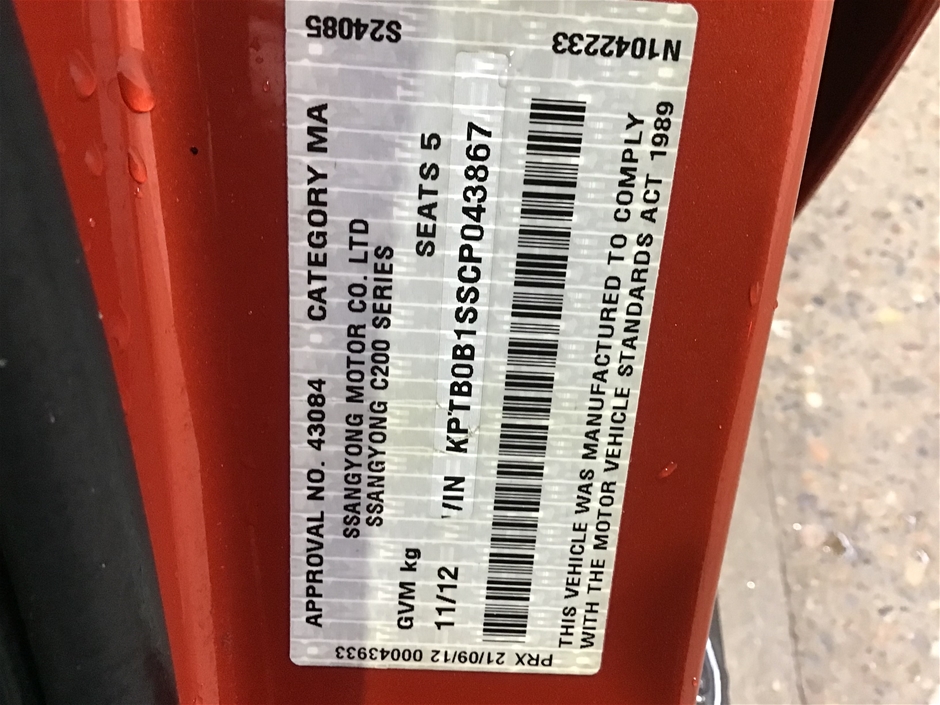 S24085
N1042233
APPROVAL NO. 43084 CATEGORY MA
SSANGYONG MOTOR CO. LTD
SSANGYONG C200 SERIES
GVM kg SEATS 5
11/12 VIN KPTB0B1SSCP043867
THIS VEHICLE WAS MANUFACTURED TO COMPLY
WITH THE MOTOR VEHICLE STANDARDS ACT 1989
PRX 21/09/12 00043933